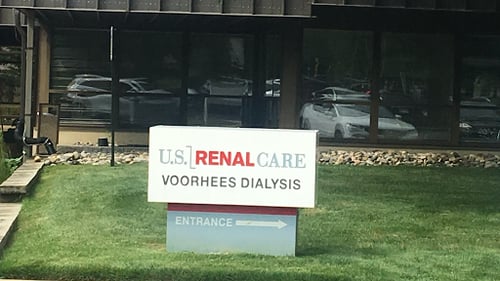 U.S. RENAL CARE
VOORHEES DIALYSIS
ENTRANCE